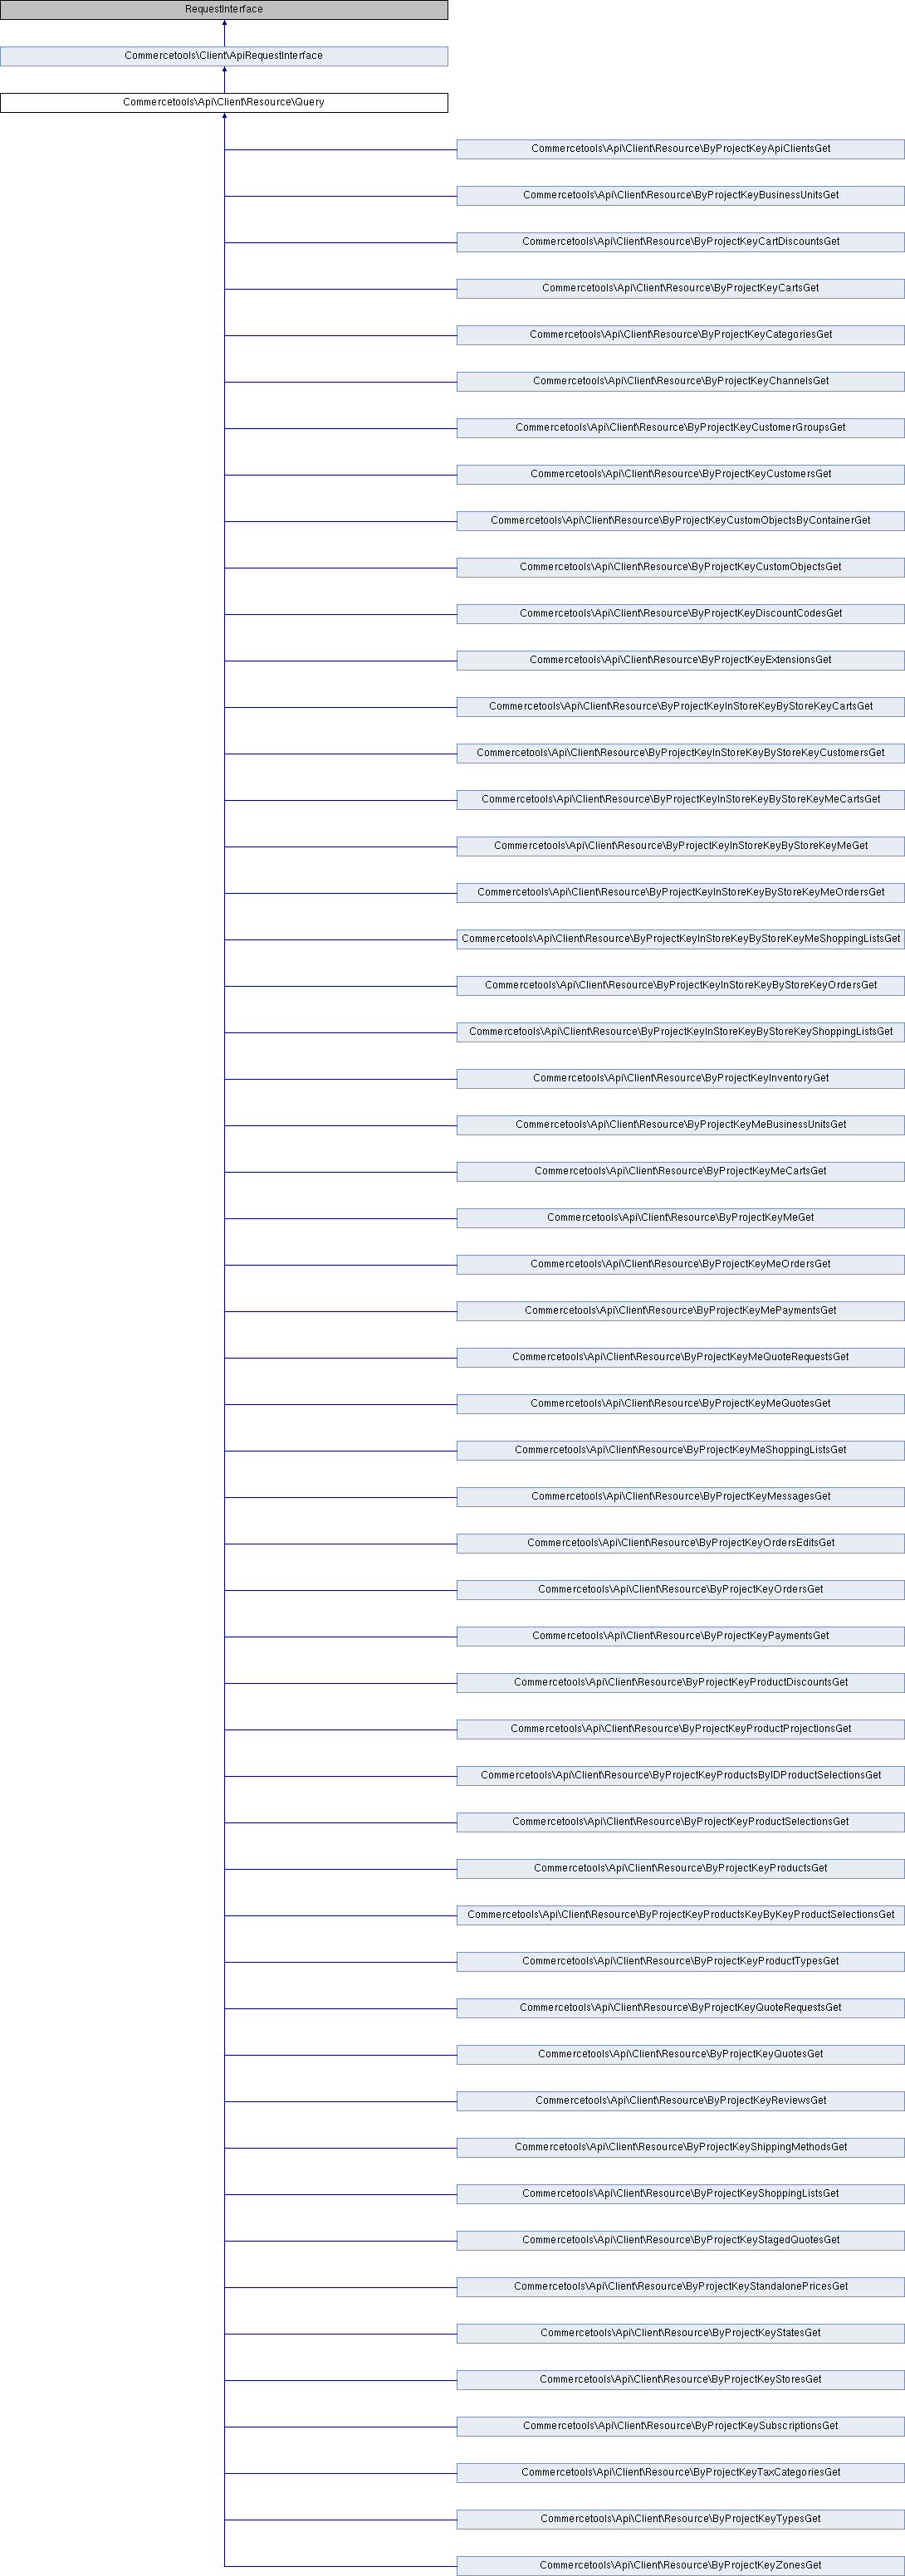 RequestInterface
Commercetools\Client\ApiRequestInterface
Commercetools\Api\Client\Resource\Query
Commercetools\Api\Client\Resource\ByProjectKeyApiClientsGet
Commercetools\Api\Client\Resource\ByProjectKeyBusinessUnitsGet
Commercetools\Api\Client\Resource\ByProjectKeyCartDiscountsGet
Commercetools\Api\Client\Resource\ByProjectKeyCartsGet
Commercetools\Api\Client\Resource\ByProjectKeyCategoriesGet
Commercetools\Api\Client\Resource\ByProjectKeyChannelsGet
Commercetools\Api\Client\Resource\ByProjectKeyCustomerGroupsGet
Commercetools\Api\Client\Resource\ByProjectKeyCustomersGet
Commercetools\Api\Client\Resource\ByProjectKeyCustomObjectsByContainerGet
Commercetools\Api\Client\Resource\ByProjectKeyCustomObjectsGet
Commercetools\Api\Client\Resource\ByProjectKeyDiscountCodesGet
Commercetools\Api\Client\Resource\ByProjectKeyExtensionsGet
Commercetools\Api\Client\Resource\ByProjectKeyInStoreKeyByStoreKeyCartsGet
Commercetools\Api\Client\Resource\ByProjectKeyInStoreKeyByStoreKeyCustomersGet
Commercetools\Api\Client\Resource\ByProjectKeyInStoreKeyByStoreKeyMeCartsGet
Commercetools\Api\Client\Resource\ByProjectKeyInStoreKeyByStoreKeyMeGet
Commercetools\Api\Client\Resource\ByProjectKeyInStoreKeyByStoreKeyMeOrdersGet
Commercetools\Api\Client\Resource\ByProjectKeyInStoreKeyByStoreKeyMeShoppingListsGet
Commercetools\Api\Client\Resource\ByProjectKeyInStoreKeyByStoreKeyOrdersGet
Commercetools\Api\Client\Resource\ByProjectKeyInStoreKeyByStoreKeyShoppingListsGet
Commercetools\Api\Client\Resource\ByProjectKeyInventoryGet
Commercetools\Api\Client\Resource\ByProjectKeyMeBusinessUnitsGet
Commercetools\Api\Client\Resource\ByProjectKeyMeCartsGet
Commercetools\Api\Client\Resource\ByProjectKeyMeGet
Commercetools\Api\Client\Resource\ByProjectKeyMeOrdersGet
Commercetools\Api\Client\Resource\ByProjectKeyMePaymentsGet
Commercetools\Api\Client\Resource\ByProjectKeyMeQuoteRequestsGet
Commercetools\Api\Client\Resource\ByProjectKeyMeQuotesGet
Commercetools\Api\Client\Resource\ByProjectKeyMeShoppingListsGet
Commercetools\Api\Client\Resource\ByProjectKeyMessagesGet
Commercetools\Api\Client\Resource\ByProjectKeyOrdersEditsGet
Commercetools\Api\Client\Resource\ByProjectKeyOrdersGet
Commercetools\Api\Client\Resource\ByProjectKeyPaymentsGet
Commercetools\Api\Client\Resource\ByProjectKeyProductDiscountsGet
Commercetools\Api\Client\Resource\ByProjectKeyProductProjectionsGet
Commercetools\Api\Client\Resource\ByProjectKeyProductsByIDProductSelectionsGet
Commercetools\Api\Client\Resource\ByProjectKeyProductSelectionsGet
Commercetools\Api\Client\Resource\ByProjectKeyProductsGet
Commercetools\Api\Client\Resource\ByProjectKeyProductsKeyByKeyProductSelectionsGet
Commercetools\Api\Client\Resource\ByProjectKeyProductTypesGet
Commercetools\Api\Client\Resource\ByProjectKeyQuoteRequestsGet
Commercetools\Api\Client\Resource\ByProjectKeyQuotesGet
Commercetools\Api\Client\Resource\ByProjectKeyReviewsGet
Commercetools\Api\Client\Resource\ByProjectKeyShippingMethodsGet
Commercetools\Api\Client\Resource\ByProjectKeyShoppingListsGet
Commercetools\Api\Client\Resource\ByProjectKeyStagedQuotesGet
Commercetools\Api\Client\Resource\ByProjectKeyStandalonePricesGet
Commercetools\Api\Client\Resource\ByProjectKeyStatesGet
Commercetools\Api\Client\Resource\ByProjectKeyStoresGet
Commercetools\Api\Client\Resource\ByProjectKeySubscriptionsGet
Commercetools\Api\Client\Resource\ByProjectKeyTaxCategoriesGet
Commercetools\Api\Client\Resource\ByProjectKeyTypesGet
Commercetools\Api\Client\Resource\ByProjectKeyZonesGet